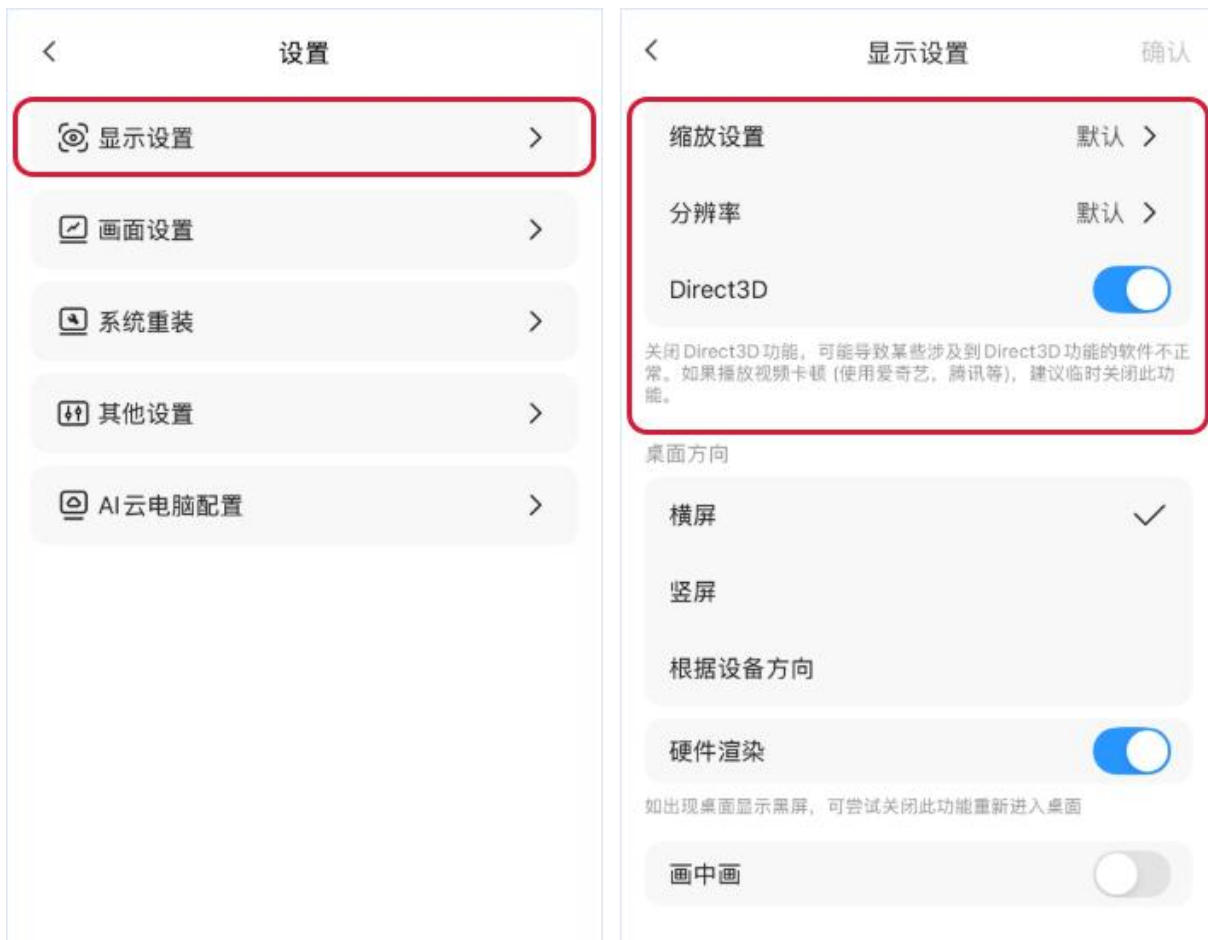 设置
显示设置
画面设置
系统重装
其他设置
AI云电脑配置
显示设置
确认
缩放设置
默认
分辨率
默认
Direct3D
关闭Direct3D功能，可能导致某些涉及到Direct3D功能的软件不正
常。如果播放视频卡顿 (使用爱奇艺，腾讯等)，建议临时关闭此功
能。
桌面方向
横屏
竖屏
根据设备方向
硬件渲染
如出现桌面显示黑屏，可尝试关闭此功能重新进入桌面
画中画